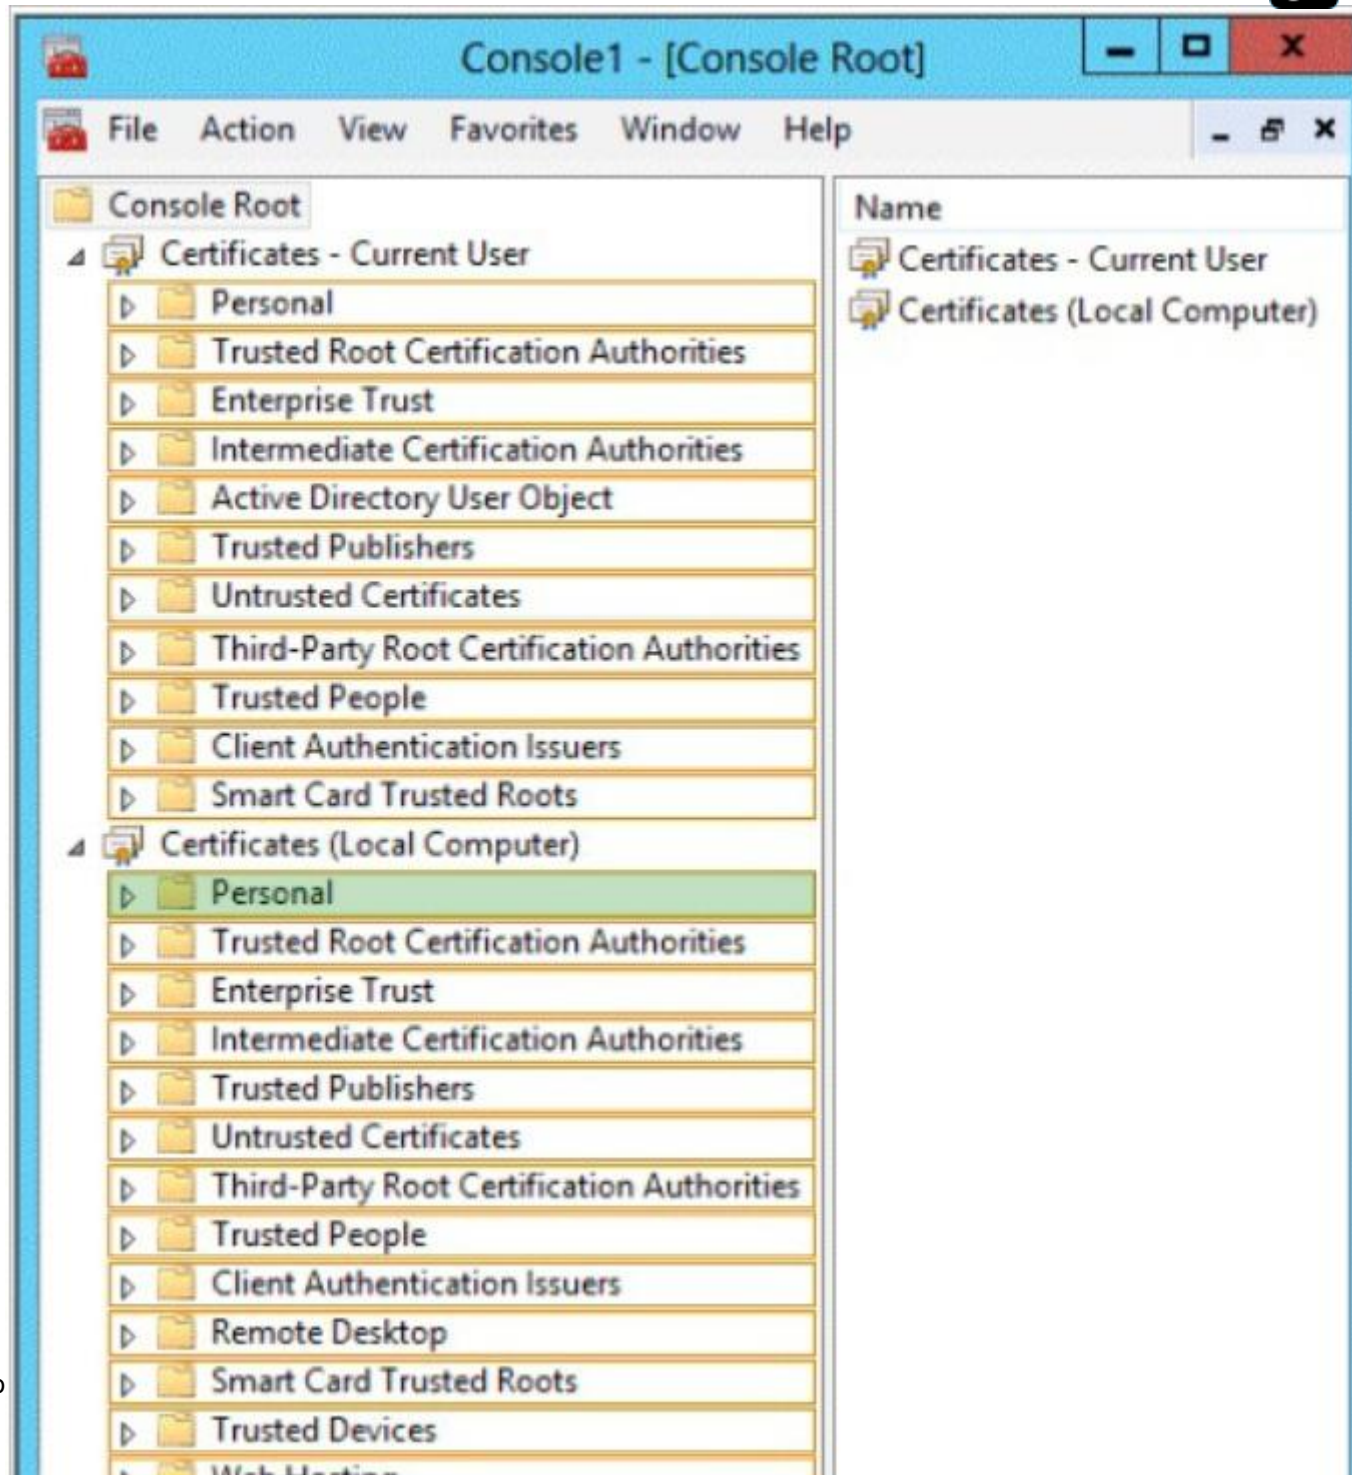 Console1 - [Console Root]
File Action View Favorites Window Help
Console Root
Certificates - Current User
Personal
Trusted Root Certification Authorities
Enterprise Trust
Intermediate Certification Authorities
Active Directory User Object
Trusted Publishers
Untrusted Certificates
Third-Party Root Certification Authorities
Trusted People
Client Authentication Issuers
Smart Card Trusted Roots
Certificates (Local Computer)
Personal
Trusted Root Certification Authorities
Enterprise Trust
Intermediate Certification Authorities
Trusted Publishers
Untrusted Certificates
Third-Party Root Certification Authorities
Trusted People
Client Authentication Issuers
Remote Desktop
Smart Card Trusted Roots
Trusted Devices
Web Hosting
Name
Certificates - Current User
Certificates (Local Computer)